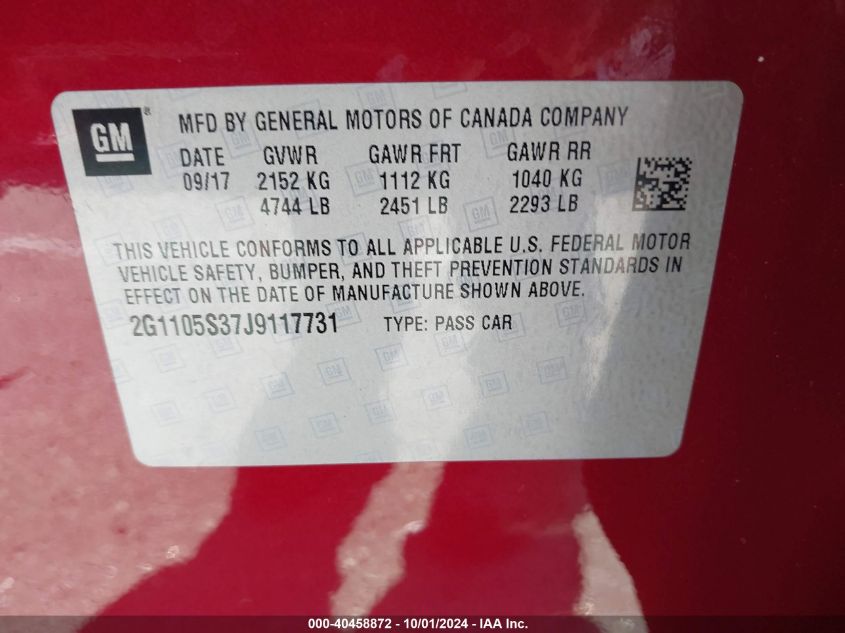 GM ®
MFD BY GENERAL MOTORS OF CANADA COMPANY
DATE GVWR GAWR FRT GAWR RR
09/17 2152 KG 1112 KG 1040 KG
4744 LB 2451 LB 2293 LB
THIS VEHICLE CONFORMS TO ALL APPLICABLE U.S. FEDERAL MOTOR
VEHICLE SAFETY, BUMPER, AND THEFT PREVENTION STANDARDS IN
EFFECT ON THE DATE OF MANUFACTURE SHOWN ABOVE.
2G1105S37J9117731 TYPE: PASS CAR
000-40458872 - 10/01/2024 - IAA Inc.